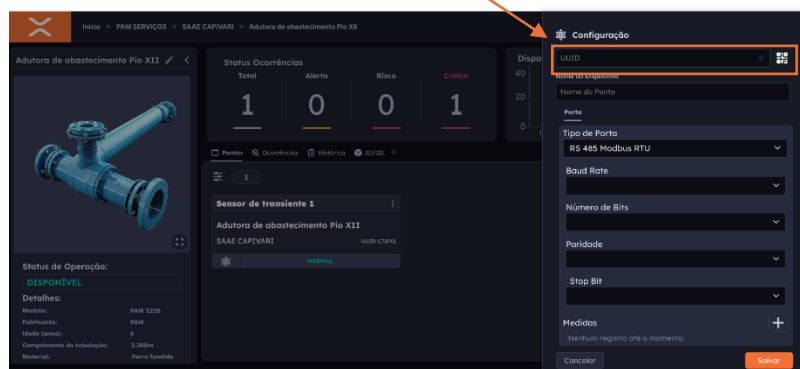 Início > PAM SERVIÇOS > SAAE CAPIVARI > Adutora de abastecimento Pio XII
Adutora de abastecimento Pio XII
Status de Operação:
DISPONÍVEL
Detalhes:
Modelo: PAM 2225
Fabricante: PAM
Idade (anos): 6
Comprimento da tubulação: 2.350m
Material: Ferro fundido
Status Ocorrências
Total Alerta Risco Crítico
1 0 0 1
Dispo
40
20
0
Pontos Ocorrências Histórico 3D/2D
1
Sensor de transiente 1
Adutora de abastecimento Pio XII
SAAE CAPIVARI
NORMAL
Configuração
UUID 0
Nome do Dispositivo
Nome do Ponto
Porta
Tipo de Porta
RS 485 Modbus RTU
Baud Rate
Número de Bits
Paridade
Stop Bit
Medidas
Nenhum registro até o momento.
Cancelar Salvar